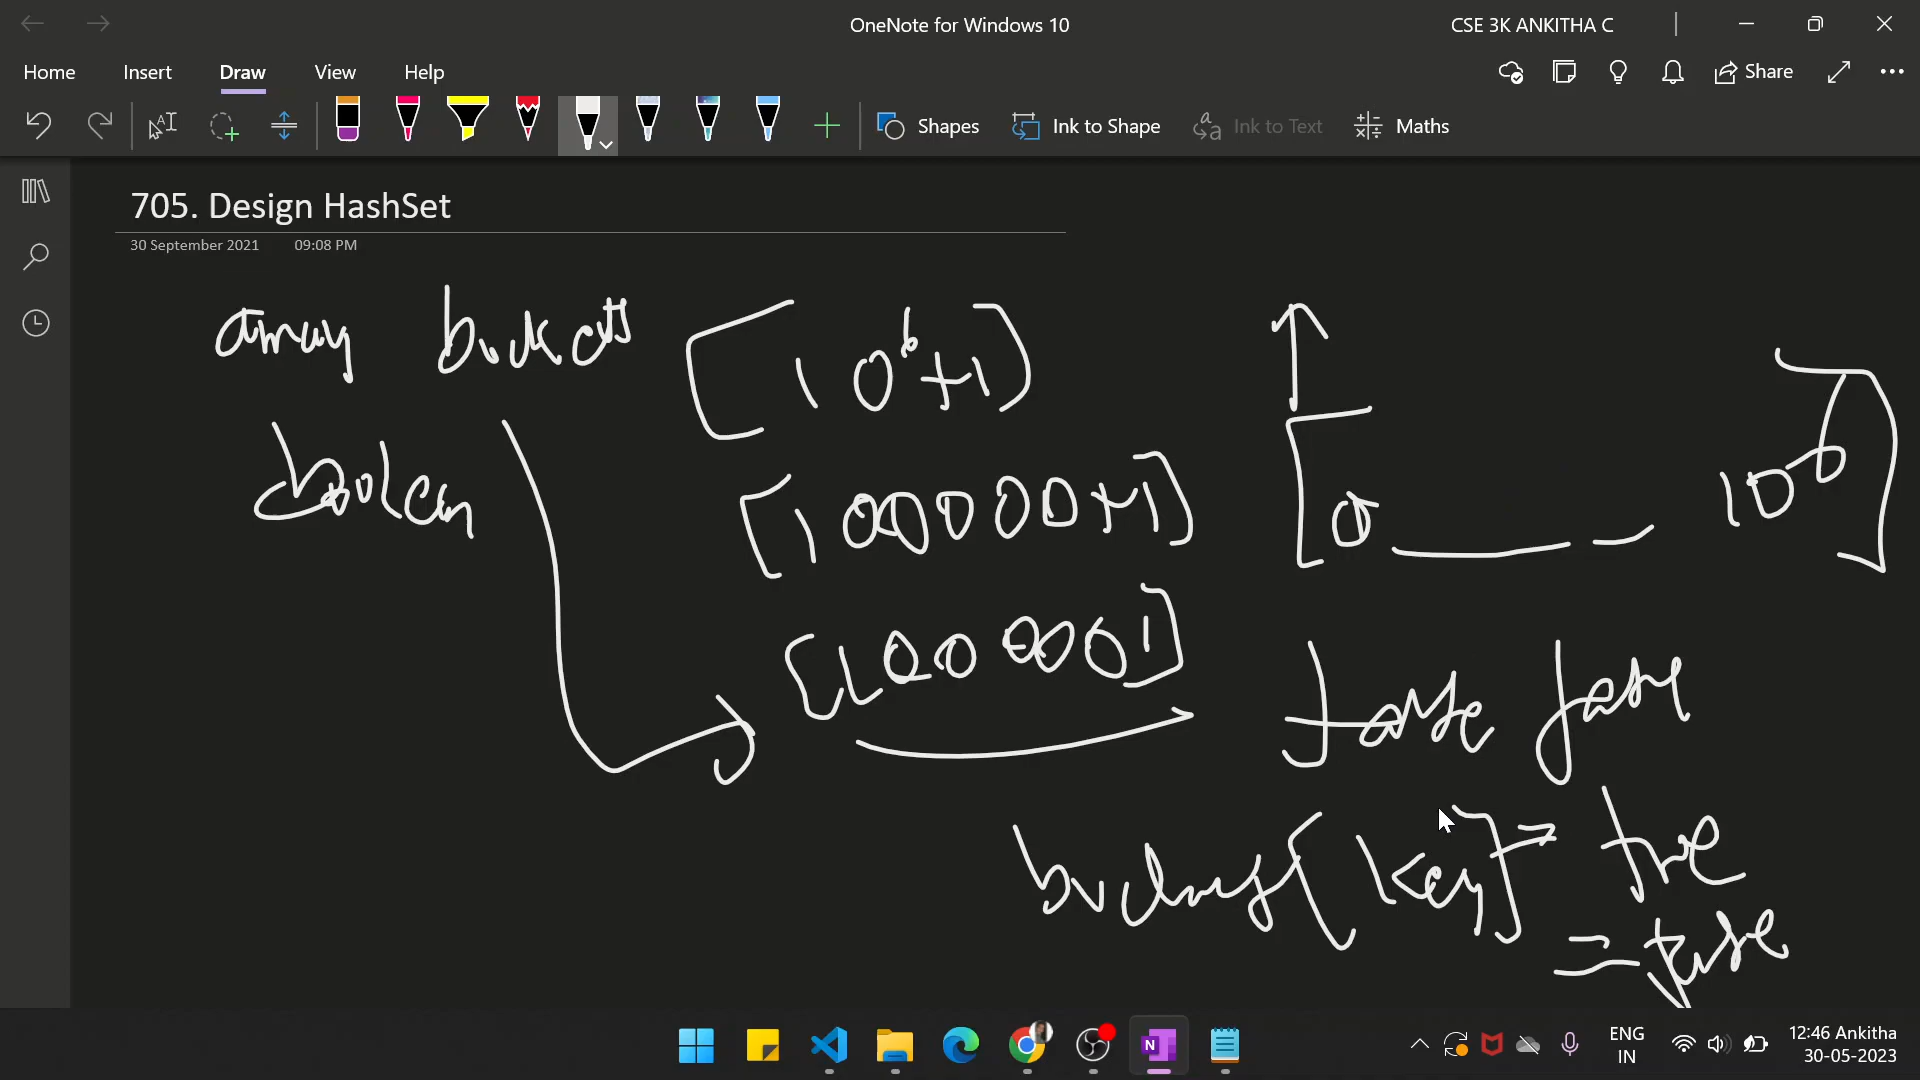 OneNote for Windows 10
CSE 3K ANKITHA C
Home Insert Draw View Help
Share
Shapes Ink to Shape Ink to Text Maths
705. Design HashSet
30 September 2021 09:08 PM
array buckets [10^6+1]
boolean
[1000000+1]
[0 ___ _ 10^6]
[1000001]
false false
[key] = true
= false
ENG
IN
12:46 Ankitha
30-05-2023